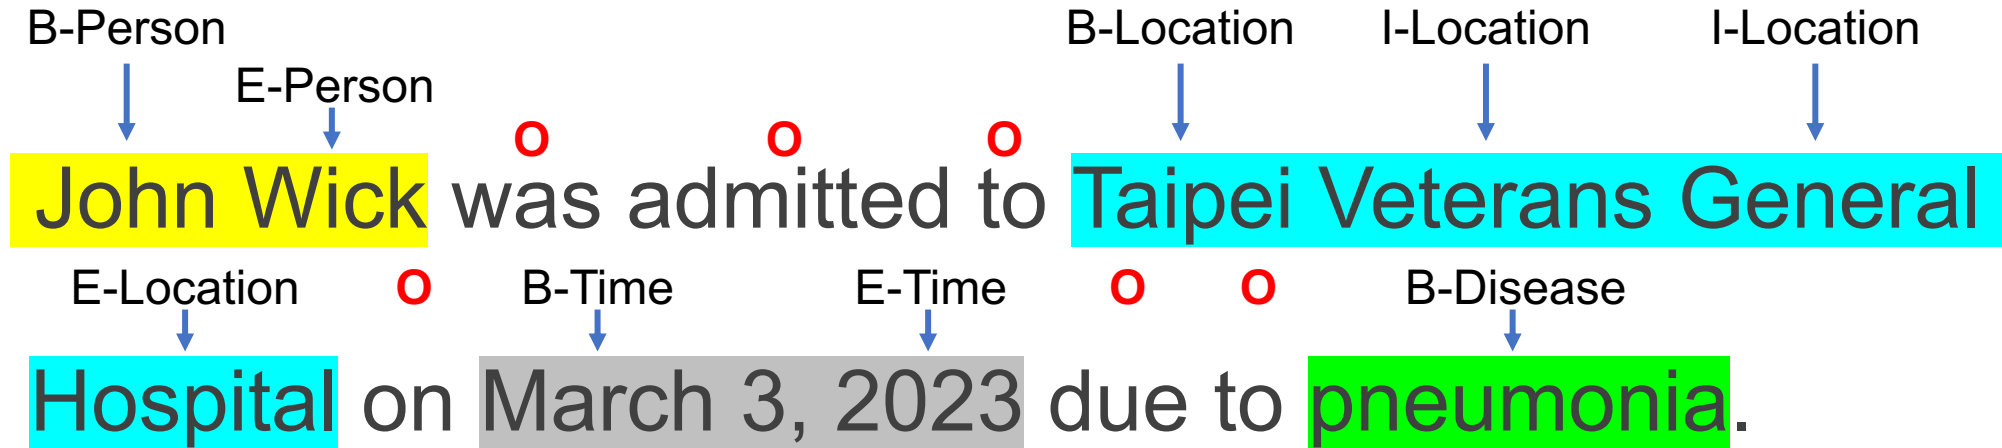 B-Person B-Location I-Location I-Location
E-Person
O O O
John Wick was admitted to Taipei Veterans General
E-Location O B-Time E-Time O O B-Disease
Hospital on March 3, 2023 due to pneumonia.